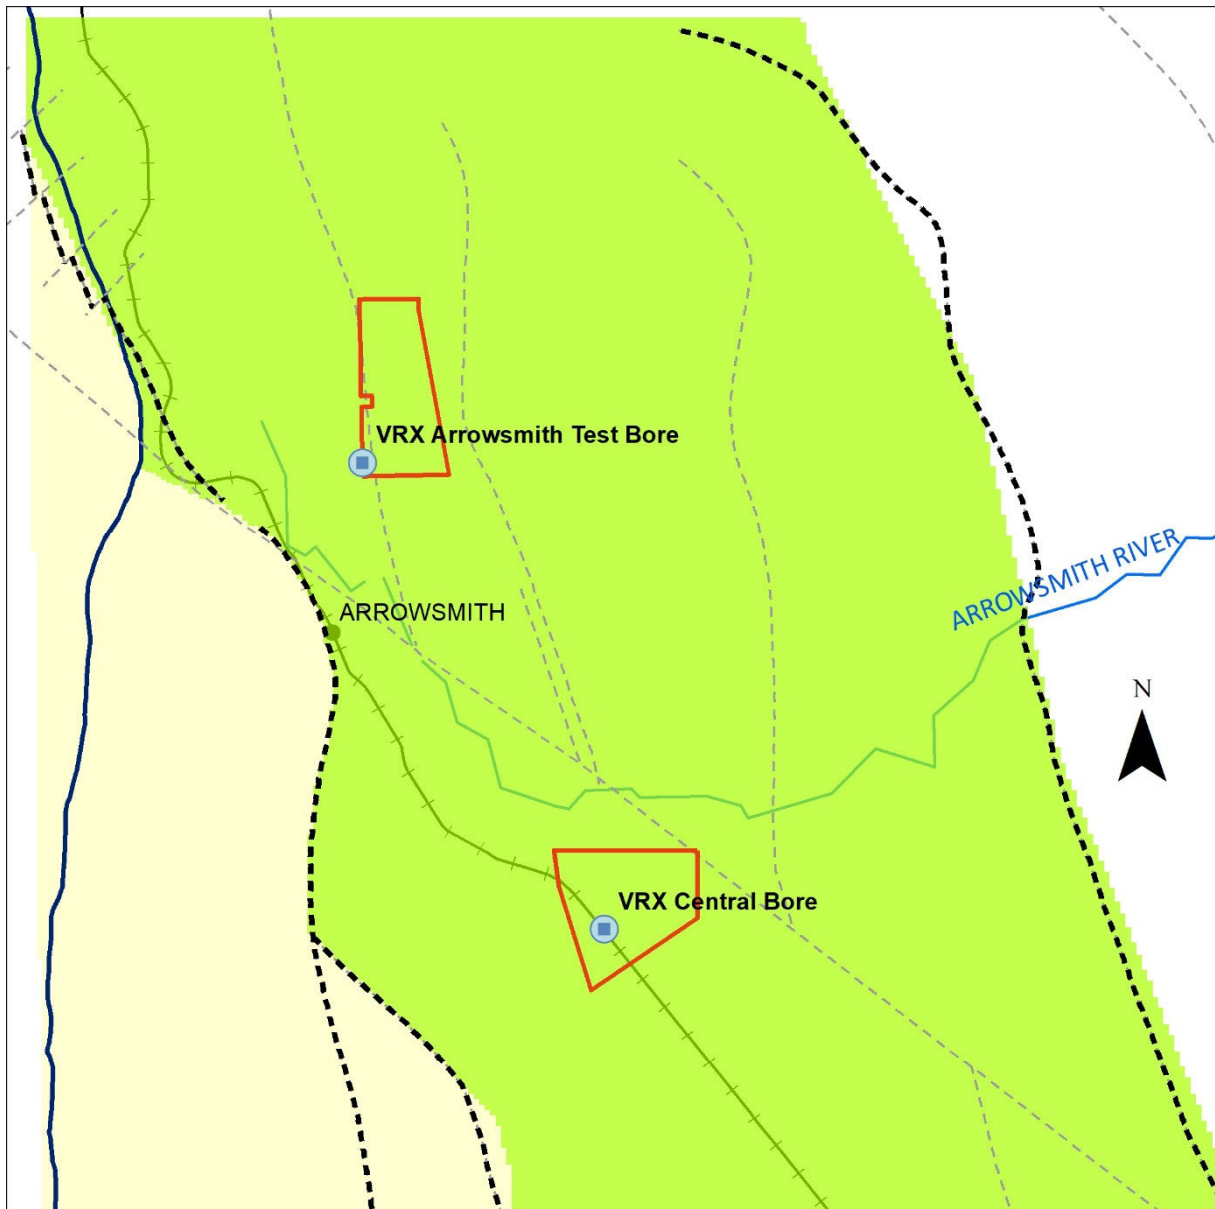 VRX Arrowsmith Test Bore
ARROWSMITH RIVER
ARROWSMITH
N
VRX Central Bore